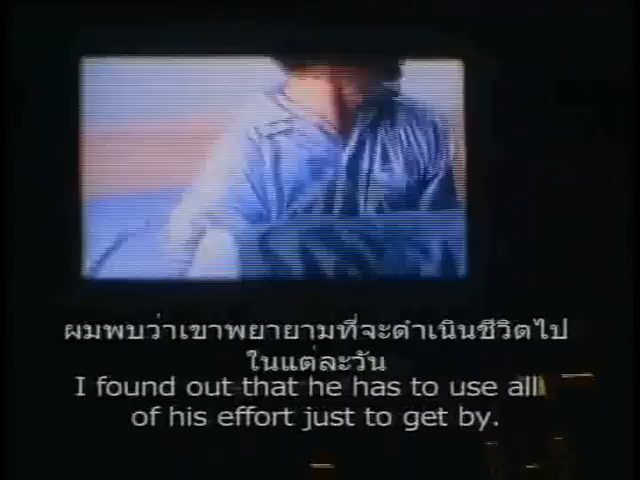 ผมพบว่าเขาพยายามที่จะดำเนินชีวิตไป
ในแต่ละวัน
I found out that he has to use all
of his effort just to get by.